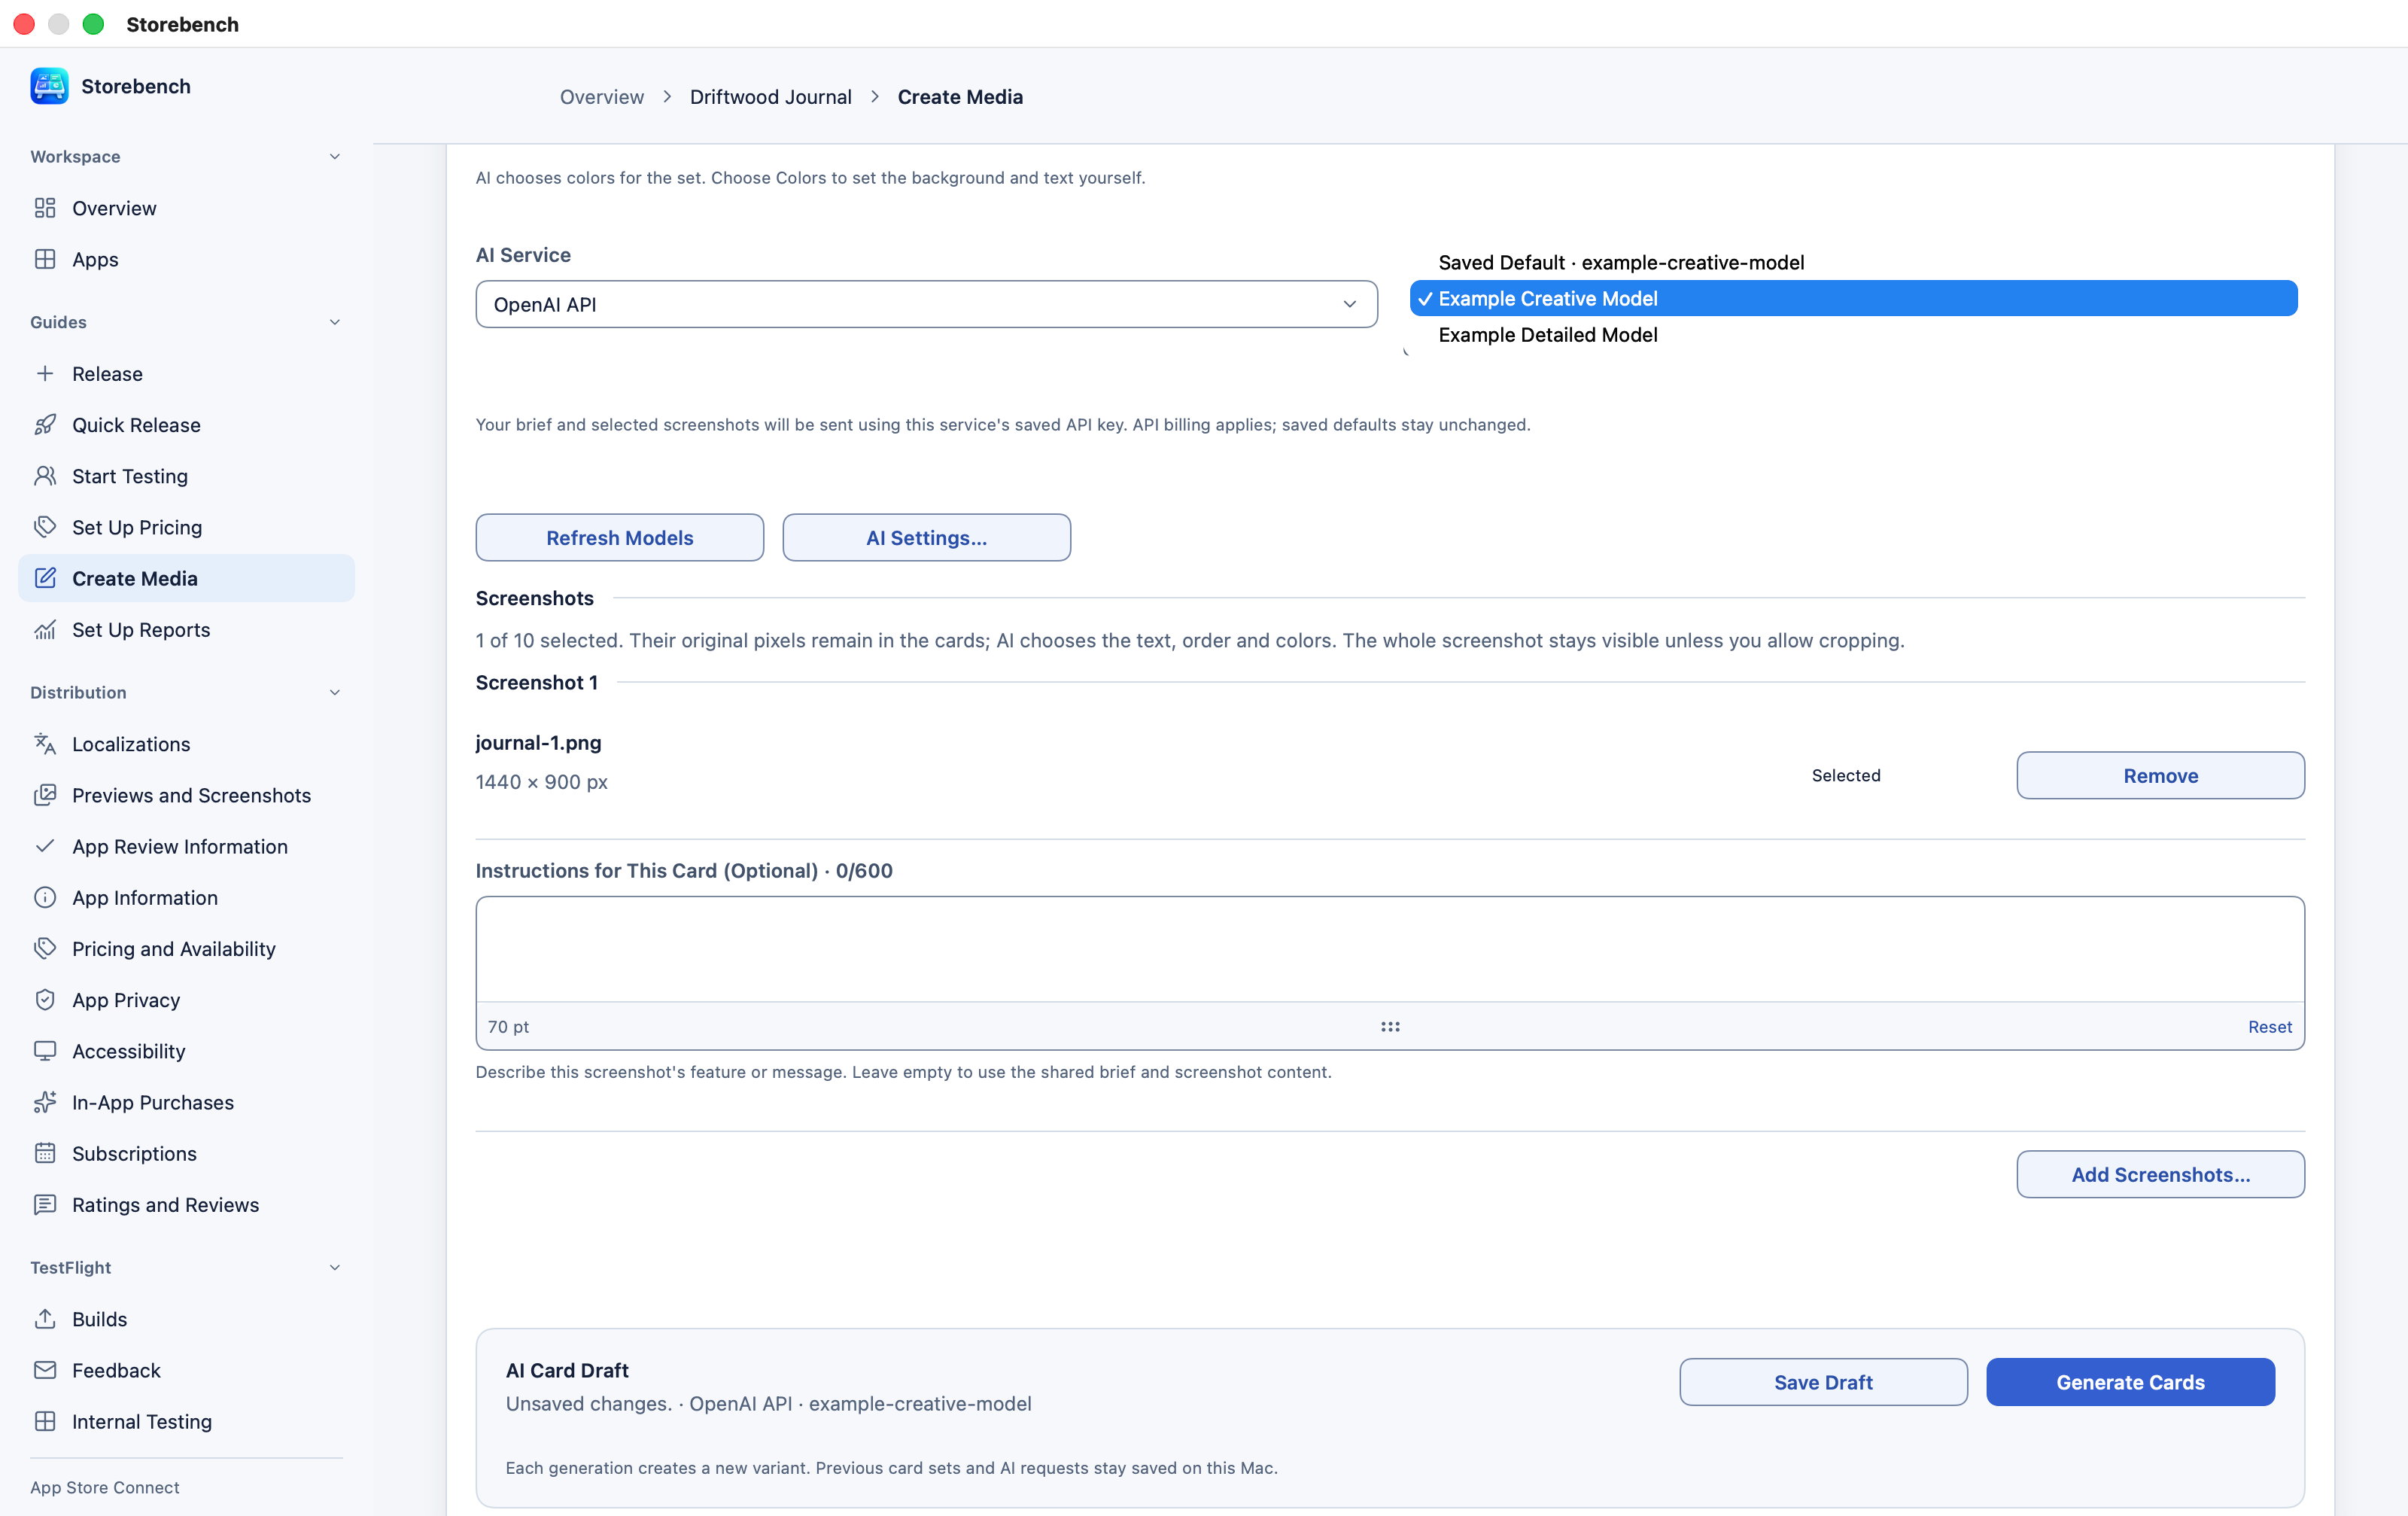 Storebench
Storebench
Overview > Driftwood Journal > Create Media
Workspace
Overview
Apps
Guides
Release
Quick Release
Start Testing
Set Up Pricing
Create Media
Set Up Reports
Distribution
Localizations
Previews and Screenshots
App Review Information
App Information
Pricing and Availability
App Privacy
Accessibility
In-App Purchases
Subscriptions
Ratings and Reviews
TestFlight
Builds
Feedback
Internal Testing
App Store Connect
AI chooses colors for the set. Choose Colors to set the background and text yourself.
AI Service
OpenAI API
Saved Default · example-creative-model
✓ Example Creative Model
Example Detailed Model
Your brief and selected screenshots will be sent using this service's saved API key. API billing applies; saved defaults stay unchanged.
Refresh Models
AI Settings...
Screenshots
1 of 10 selected. Their original pixels remain in the cards; AI chooses the text, order and colors. The whole screenshot stays visible unless you allow cropping.
Screenshot 1
journal-1.png
1440 × 900 px
Selected
Remove
Instructions for This Card (Optional) · 0/600
70 pt
Reset
Describe this screenshot's feature or message. Leave empty to use the shared brief and screenshot content.
Add Screenshots...
AI Card Draft
Unsaved changes. · OpenAI API · example-creative-model
Save Draft
Generate Cards
Each generation creates a new variant. Previous card sets and AI requests stay saved on this Mac.